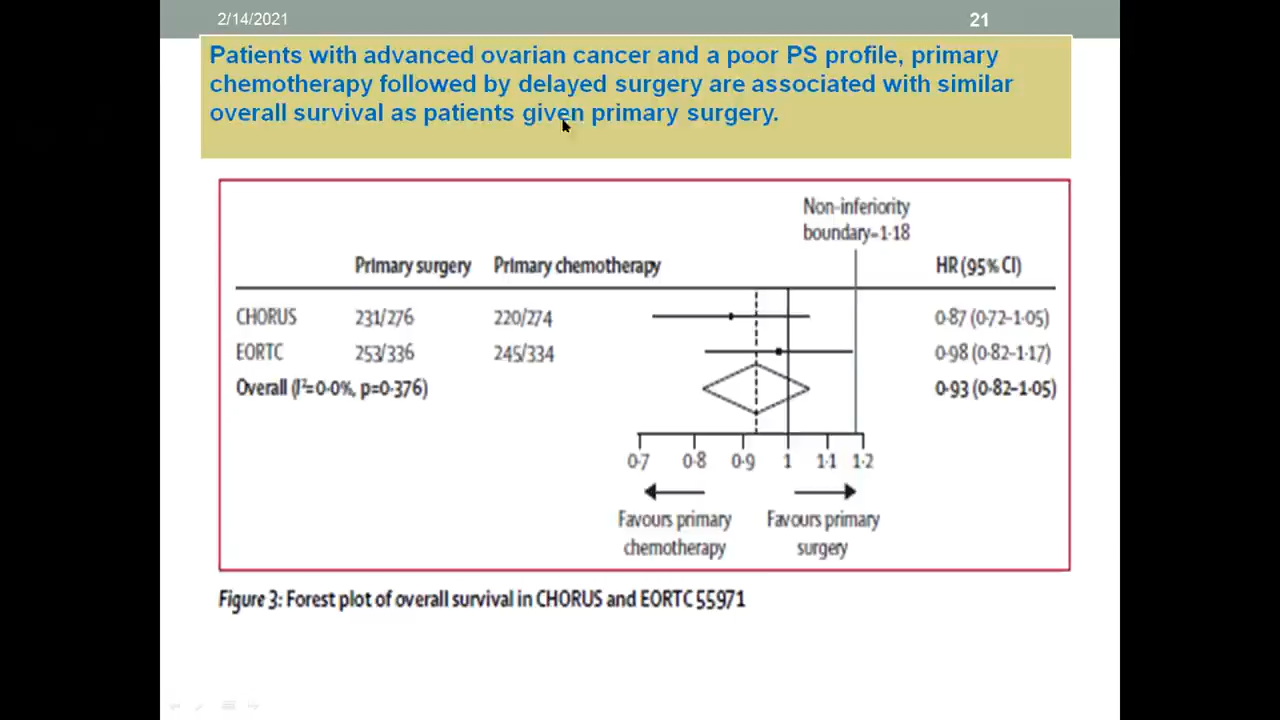 2/14/2021
21
Patients with advanced ovarian cancer and a poor PS profile, primary
chemotherapy followed by delayed surgery are associated with similar
overall survival as patients given primary surgery.
Non-inferiority
boundary=1·18
Primary surgery Primary chemotherapy HR (95% CI)
CHORUS 231/276 220/274 0·87 (0·72–1·05)
EORTC 253/336 245/334 0·98 (0·82–1·17)
Overall (I²=0·0%, p=0·376) 0·93 (0·82–1·05)
0·7 0·8 0·9 1 1·1 1·2
Favours primary Favours primary
chemotherapy surgery
Figure 3: Forest plot of overall survival in CHORUS and EORTC 55971